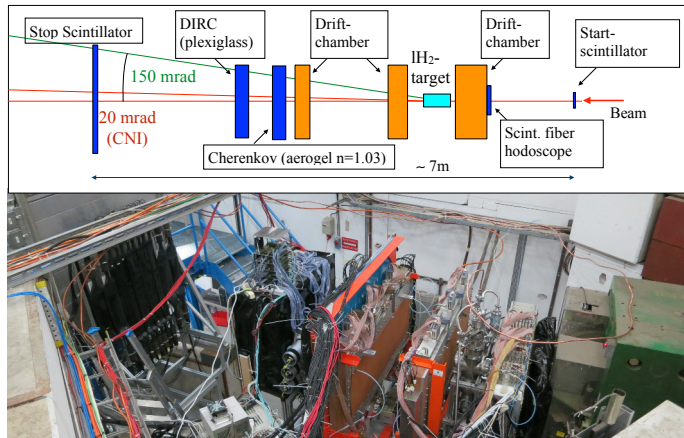 Stop Scintillator
DIRC
(plexiglass)
Drift-
chamber
lH2-
target
Drift-
chamber
Start-
scintillator
150 mrad
20 mrad
(CNI)
Beam
Cherenkov (aerogel n=1.03)
Scint. fiber
hodoscope
~ 7m